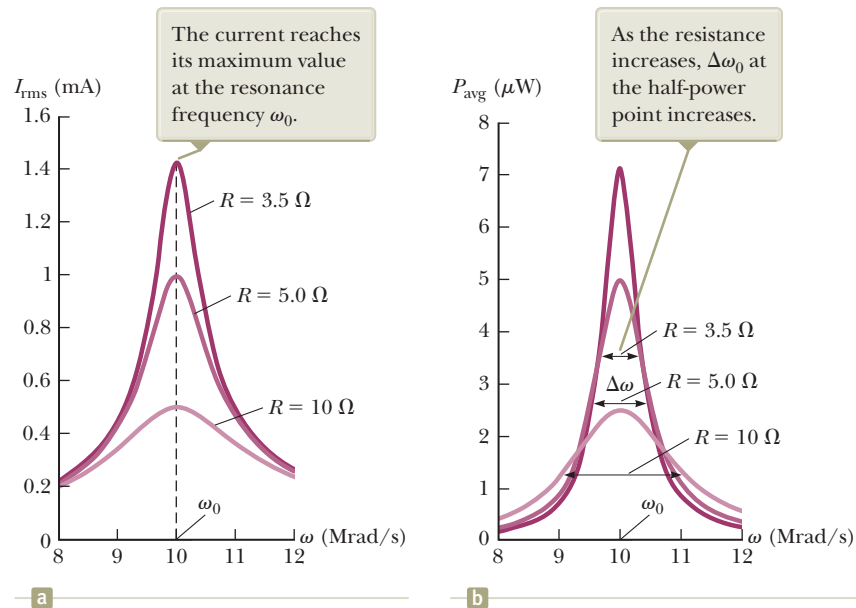 The current reaches
its maximum value
at the resonance
frequency ω₀.
I_rms (mA)
1.6
1.4
1.2
1
0.8
0.6
0.4
0.2
0
R = 3.5 Ω
R = 5.0 Ω
R = 10 Ω
ω₀
8 9 10 11 12
ω (Mrad/s)
a
As the resistance
increases, Δω₀ at
the half-power
point increases.
P_avg (μW)
8
7
6
5
4
3
2
1
0
R = 3.5 Ω
Δω
R = 5.0 Ω
R = 10 Ω
ω₀
8 9 10 11 12
ω (Mrad/s)
b